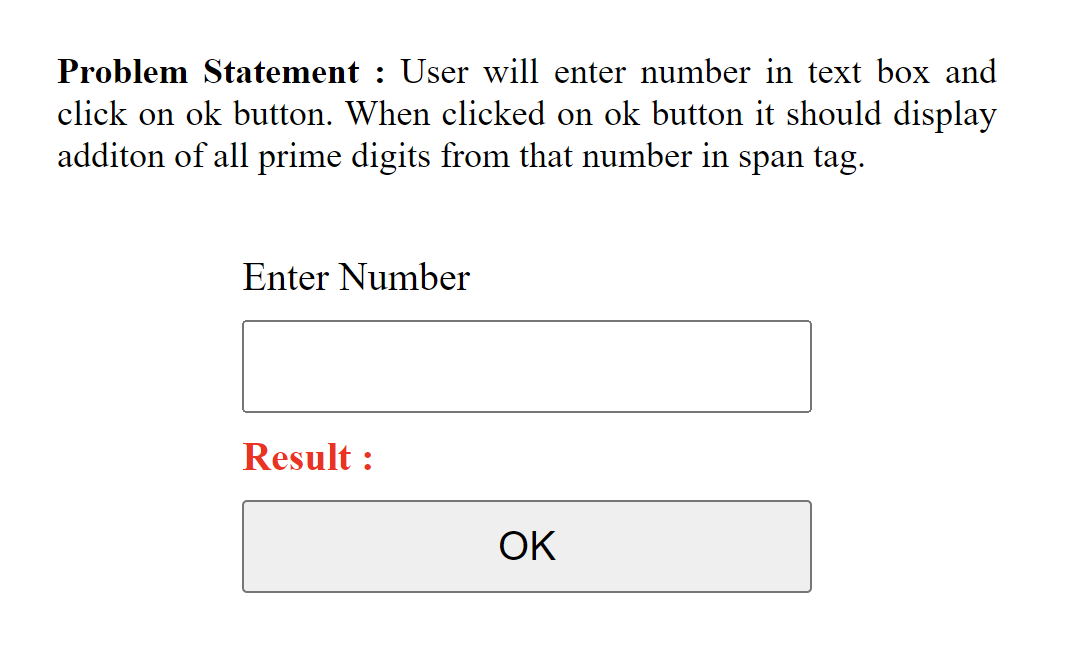 Problem Statement : User will enter number in text box and
click on ok button. When clicked on ok button it should display
additon of all prime digits from that number in span tag.
Enter Number
Result :
OK